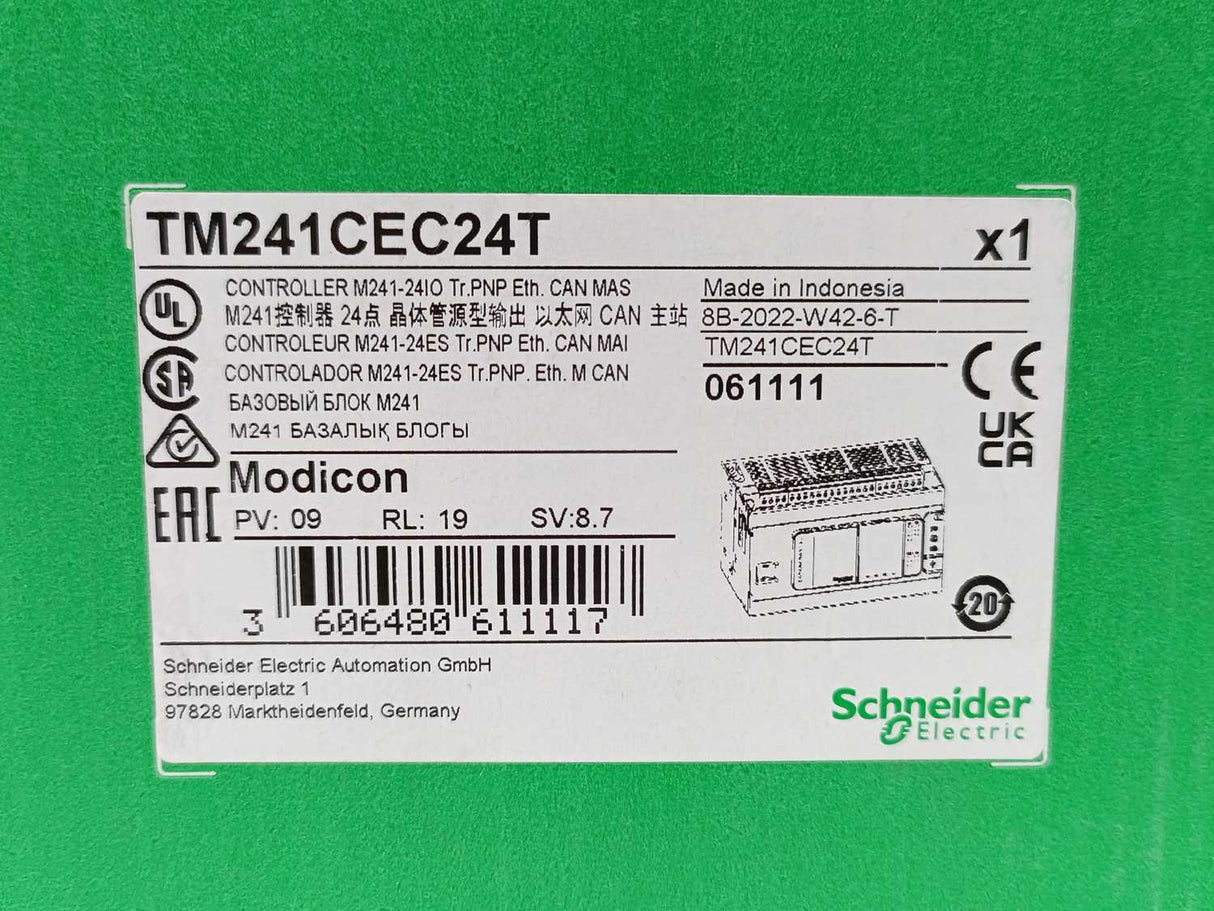 TM241CEC24T
x1
CONTROLLER M241-24IO Tr.PNP Eth. CAN MAS
M241控制器 24点 晶体管源型输出 以太网 CAN 主站
CONTROLEUR M241-24ES Tr.PNP Eth. CAN MAI
CONTROLADOR M241-24ES Tr.PNP. Eth. M CAN
БАЗОВЫЙ БЛОК M241
M241 БАЗАЛЫҚ БЛОГЫ
Made in Indonesia
8B-2022-W42-6-T
TM241CEC24T
061111
UL
SA
EAC
CE
UK
CA
Modicon
PV: 09 RL: 19 SV:8.7
3 606480 611117
20
Schneider Electric Automation GmbH
Schneiderplatz 1
97828 Marktheidenfeld, Germany
Schneider
Electric